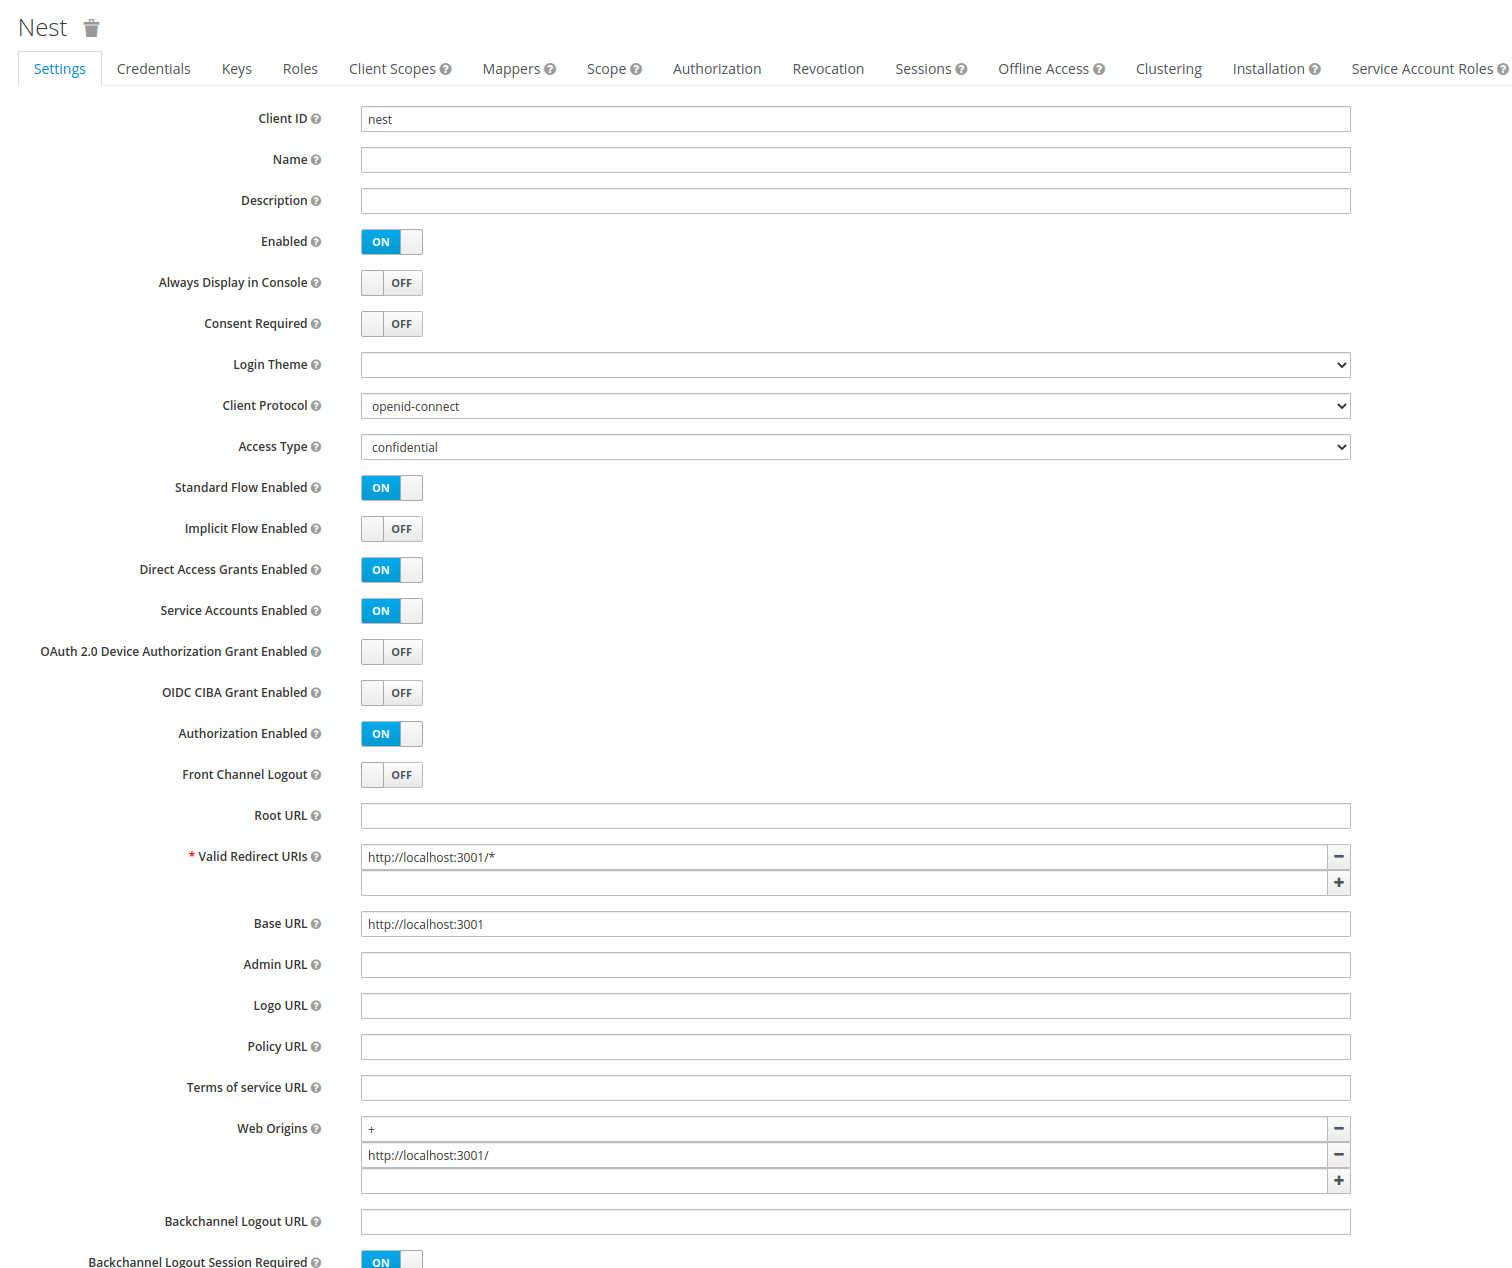 Nest
Settings Credentials Keys Roles Client Scopes Mappers Scope Authorization Revocation Sessions Offline Access Clustering Installation Service Account Roles
Client ID nest
Name
Description
Enabled ON
Always Display in Console OFF
Consent Required OFF
Login Theme
Client Protocol openid-connect
Access Type confidential
Standard Flow Enabled ON
Implicit Flow Enabled OFF
Direct Access Grants Enabled ON
Service Accounts Enabled ON
OAuth 2.0 Device Authorization Grant Enabled OFF
OIDC CIBA Grant Enabled OFF
Authorization Enabled ON
Front Channel Logout OFF
Root URL
* Valid Redirect URIs http://localhost:3001/*
Base URL http://localhost:3001
Admin URL
Logo URL
Policy URL
Terms of service URL
Web Origins +
http://localhost:3001/
Backchannel Logout URL
Backchannel Logout Session Required ON